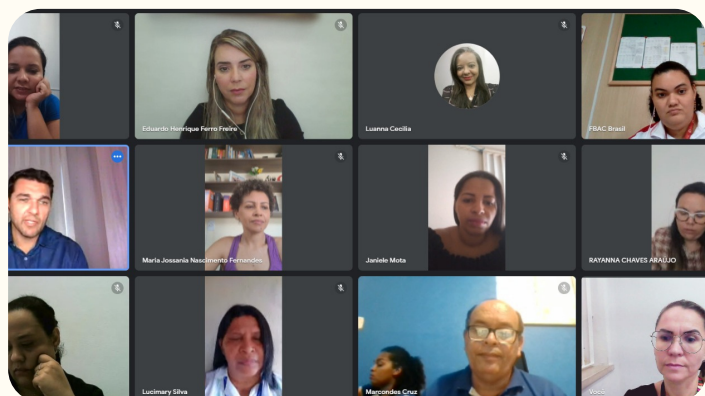 Eduardo Henrique Ferro Freire
Luanna Cecilia
FBAC Brasil
Maria Jossania Nascimento Fernandes
Janiele Mota
RAYANNA CHAVES ARAUJO
Lucimary Silva
Marcondes Cruz
Você